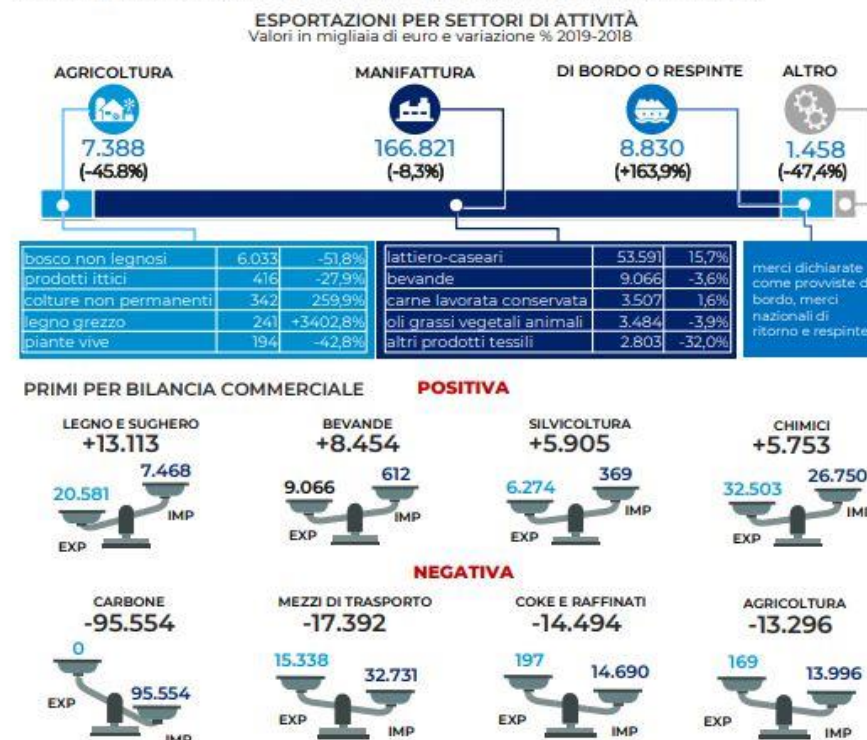 ESPORTAZIONI PER SETTORI DI ATTIVITÀ
Valori in migliaia di euro e variazione % 2019-2018
AGRICOLTURA
7.388
(-45.8%)
MANIFATTURA
166.821
(-8,3%)
DI BORDO O RESPINTE
8.830
(+163,9%)
ALTRO
1.458
(-47,4%)
bosco non legnosi 6.033 -51,8%
prodotti ittici 416 -27,9%
colture non permanenti 342 259,9%
legno grezzo 241 +3402,8%
piante vive 194 -42,8%
lattiero-caseari 53.591 15,7%
bevande 9.066 -3,6%
carne lavorata conservata 3.507 1,6%
oli grassi vegetali animali 3.484 -3,9%
altri prodotti tessili 2.803 -32,0%
merci dichiarate
come provviste d
bordo, merci
nazionali di
ritorno e respinte
PRIMI PER BILANCIA COMMERCIALE POSITIVA
LEGNO E SUGHERO
+13.113
20.581
7.468
EXP
IMP
BEVANDE
+8.454
9.066
612
EXP
IMP
SILVICOLTURA
+5.905
6.274
369
EXP
IMP
CHIMICI
+5.753
32.503
26.750
EXP
IM
NEGATIVA
CARBONE
-95.554
0
95.554
EXP
IMP
MEZZI DI TRASPORTO
-17.392
15.338
32.731
EXP
IMP
COKE E RAFFINATI
-14.494
197
14.690
EXP
IMP
AGRICOLTURA
-13.296
169
13.996
EXP
IMP